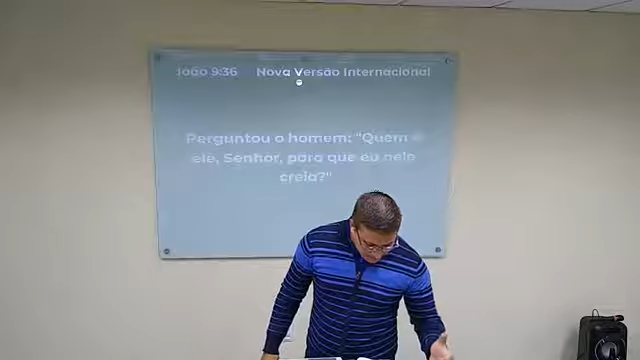 João 9:36 Nova Versão Internacional
Perguntou o homem: "Quem é
ele, Senhor, para que eu nele
creia?"